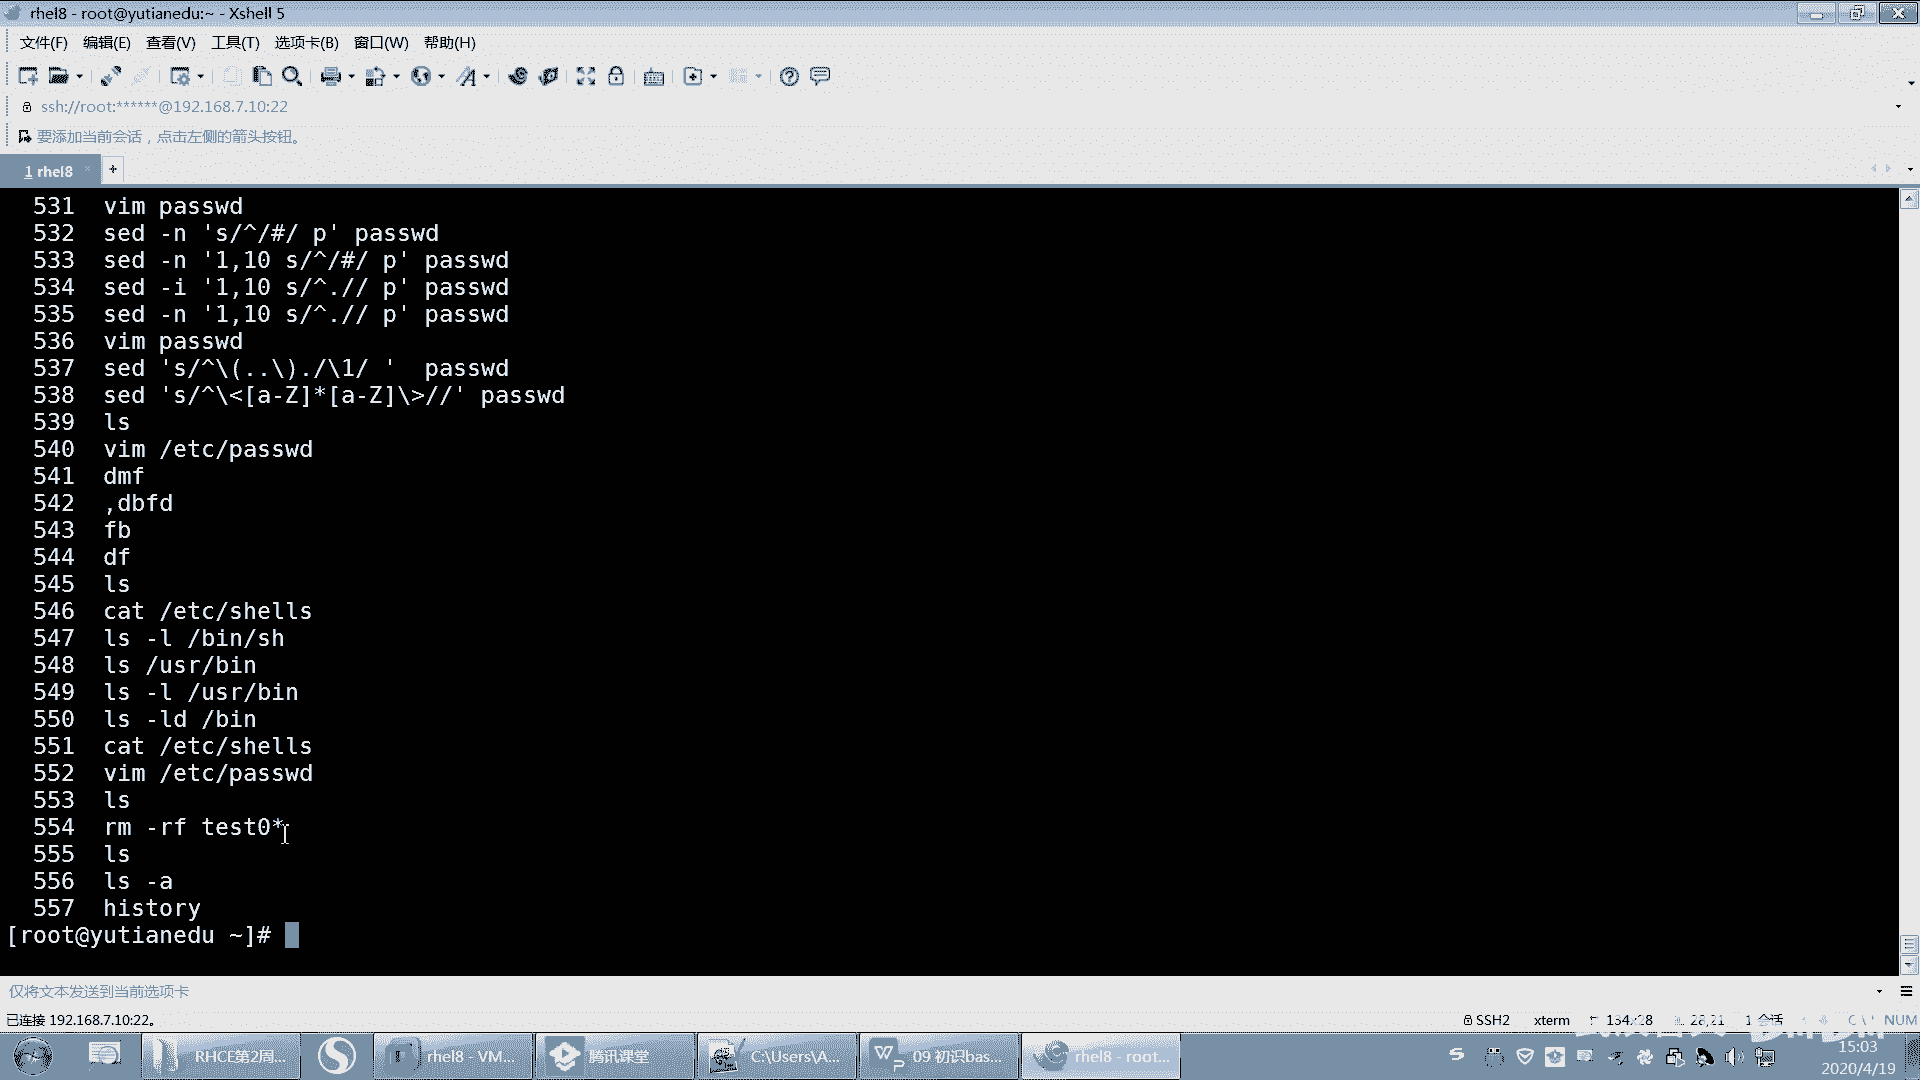 rhel8 - root@yutianedu:~ - Xshell 5
文件(F) 编辑(E) 查看(V) 工具(T) 选项卡(B) 窗口(W) 帮助(H)
ssh://root:******@192.168.7.10:22
要添加当前会话，点击左侧的箭头按钮。
1 rhel8
531 vim passwd
532 sed -n 's/^/#/ p' passwd
533 sed -n '1,10 s/^/#/ p' passwd
534 sed -i '1,10 s/^.// p' passwd
535 sed -n '1,10 s/^.// p' passwd
536 vim passwd
537 sed 's/^\(..\)./\1/ '  passwd
538 sed 's/^\<[a-Z]*[a-Z]\>//' passwd
539 ls
540 vim /etc/passwd
541 dmf
542 ,dbfd
543 fb
544 df
545 ls
546 cat /etc/shells
547 ls -l /bin/sh
548 ls /usr/bin
549 ls -l /usr/bin
550 ls -ld /bin
551 cat /etc/shells
552 vim /etc/passwd
553 ls
554 rm -rf test0*
555 ls
556 ls -a
557 history
[root@yutianedu ~]#
仅将文本发送到当前选项卡
已连接 192.168.7.10:22。 SSH2 xterm 134x28 28,21 1 会话 NUM
RHCE第2周... rhel8 - VM... 腾讯课堂 C:\Users\A... 09 初识bas... rhel8 - root... 15:03
2020/4/19